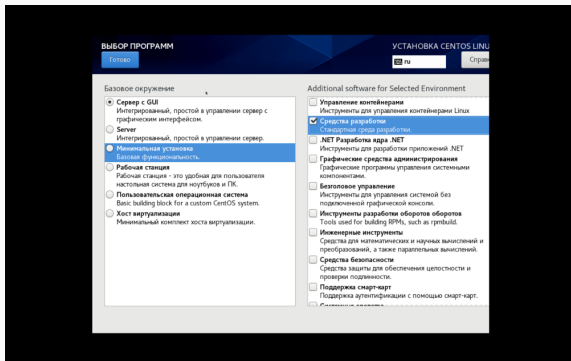 ВЫБОР ПРОГРАММ
Готово
УСТАНОВКА CENTOS LINU
ru
Справ
Базовое окружение
Сервер с GUI
Интегрированный, простой в управлении сервер с
графическим интерфейсом.
Server
Интегрированный, простой в управлении сервер.
Минимальная установка
Базовая функциональность.
Рабочая станция
Рабочая станция - это удобная для пользователя
настольная система для ноутбуков и ПК.
Пользовательская операционная система
Basic building block for a custom CentOS system.
Хост виртуализации
Минимальный комплект хоста виртуализации.
Additional software for Selected Environment
Управление контейнерами
Инструменты для управления контейнерами Linux
Средства разработки
Стандартная среда разработки.
.NET Разработка ядра .NET
Инструменты для разработки приложений .NET
Графические средства администрирования
Графические программы управления системными
компонентами.
Безголовое управление
Инструменты для управления системой без
подключенной графической консоли.
Инструменты разработки оборотов оборотов
Tools used for building RPMs, such as rpmbuild.
Инженерные инструменты
Средства для математических и научных вычислений и
преобразований, а также параллельных вычислений.
Средства безопасности
Средства защиты для обеспечения целостности и
проверки подлинности.
Поддержка смарт-карт
Поддержка аутентификации с помощью смарт-карт.